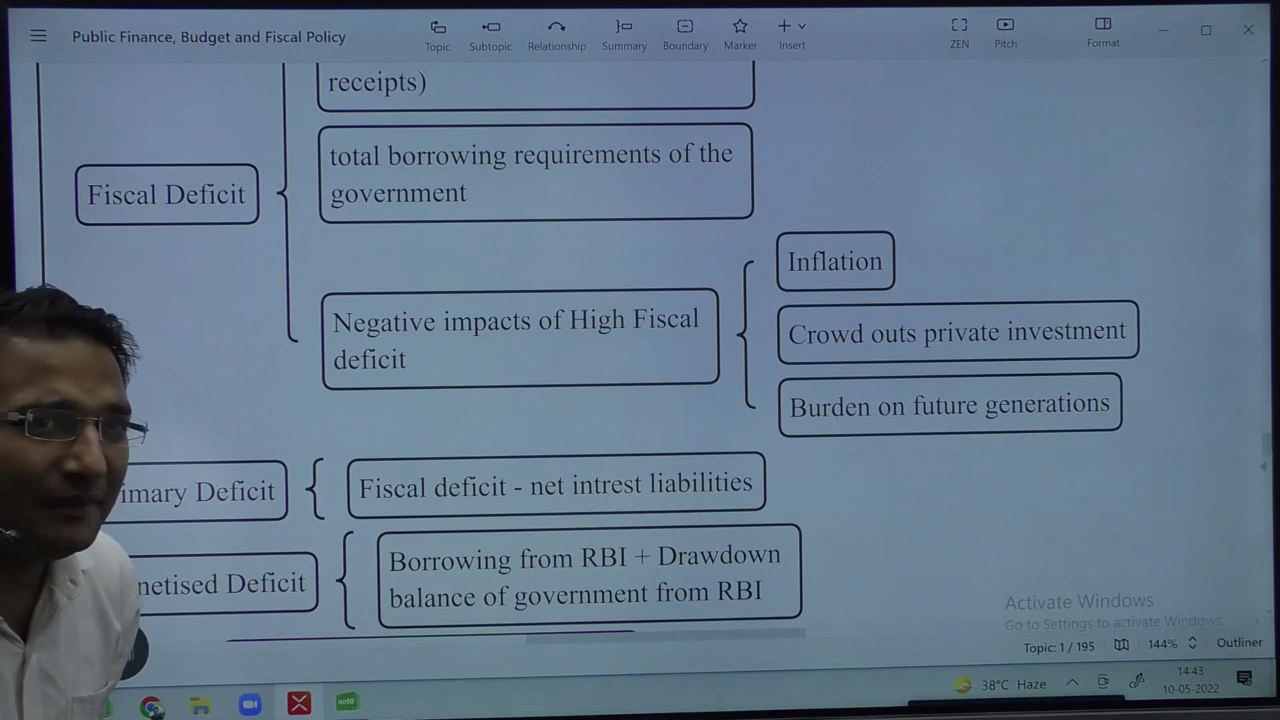 Public Finance, Budget and Fiscal Policy
Topic
Subtopic
Relationship
Summary
Boundary
Marker
Insert
ZEN
Pitch
Format
receipts)
total borrowing requirements of the
government
Fiscal Deficit
Negative impacts of High Fiscal
deficit
Inflation
Crowd outs private investment
Burden on future generations
imary Deficit
Fiscal deficit - net intrest liabilities
netised Deficit
Borrowing from RBI + Drawdown
balance of government from RBI
Activate Windows
Go to Settings to activate Windows.
Topic: 1 / 195
144%
Outliner
38°C Haze
14:43
10-05-2022
note